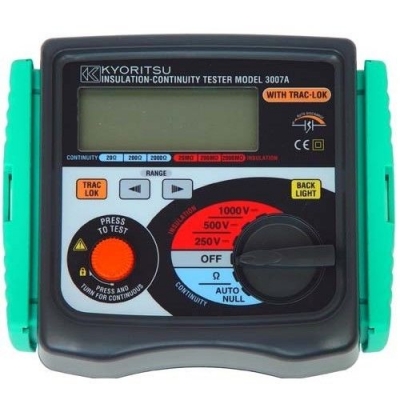 KYORITSU
INSULATION-CONTINUITY TESTER MODEL 3007A
WITH TRAC-LOK
CE
CONTINUITY 20Ω 200Ω 2000Ω 20MΩ 200MΩ 2000MΩ INSULATION
RANGE
TRAC
LOK
BACK
LIGHT
PRESS
TO TEST
PRESS AND
TURN FOR CONTINUOUS
INSULATION
1000V
500V
250V
OFF
Ω
AUTO
NULL
CONTINUITY